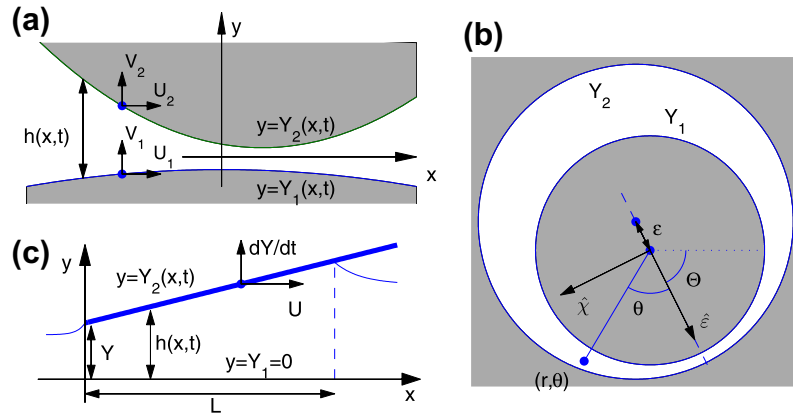 (a)
y
V₂
U₂
y=Y₂(x,t)
h(x,t)
V₁
U₁
x
y=Y₁(x,t)
(b)
Y₂
Y₁
ε
Θ
χ̂
θ
ε̂
(r,θ)
(c)
y
dY/dt
y=Y₂(x,t)
U
Y
h(x,t)
y=Y₁=0
x
L